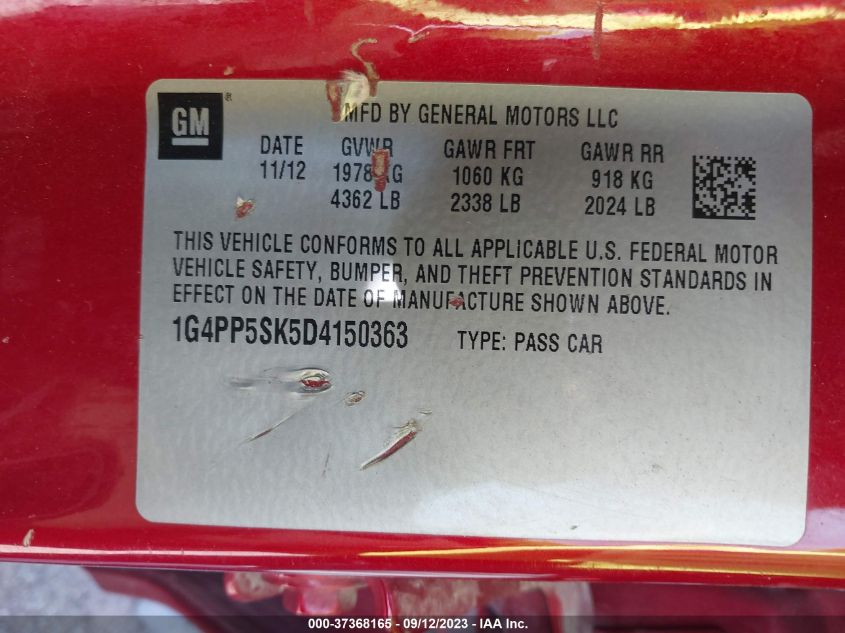 GM®
MFD BY GENERAL MOTORS LLC
DATE GVWR GAWR FRT GAWR RR
11/12 1978 KG 1060 KG 918 KG
4362 LB 2338 LB 2024 LB
THIS VEHICLE CONFORMS TO ALL APPLICABLE U.S. FEDERAL MOTOR
VEHICLE SAFETY, BUMPER, AND THEFT PREVENTION STANDARDS IN
EFFECT ON THE DATE OF MANUFACTURE SHOWN ABOVE.
1G4PP5SK5D4150363 TYPE: PASS CAR
000-37368165 - 09/12/2023 - IAA Inc.